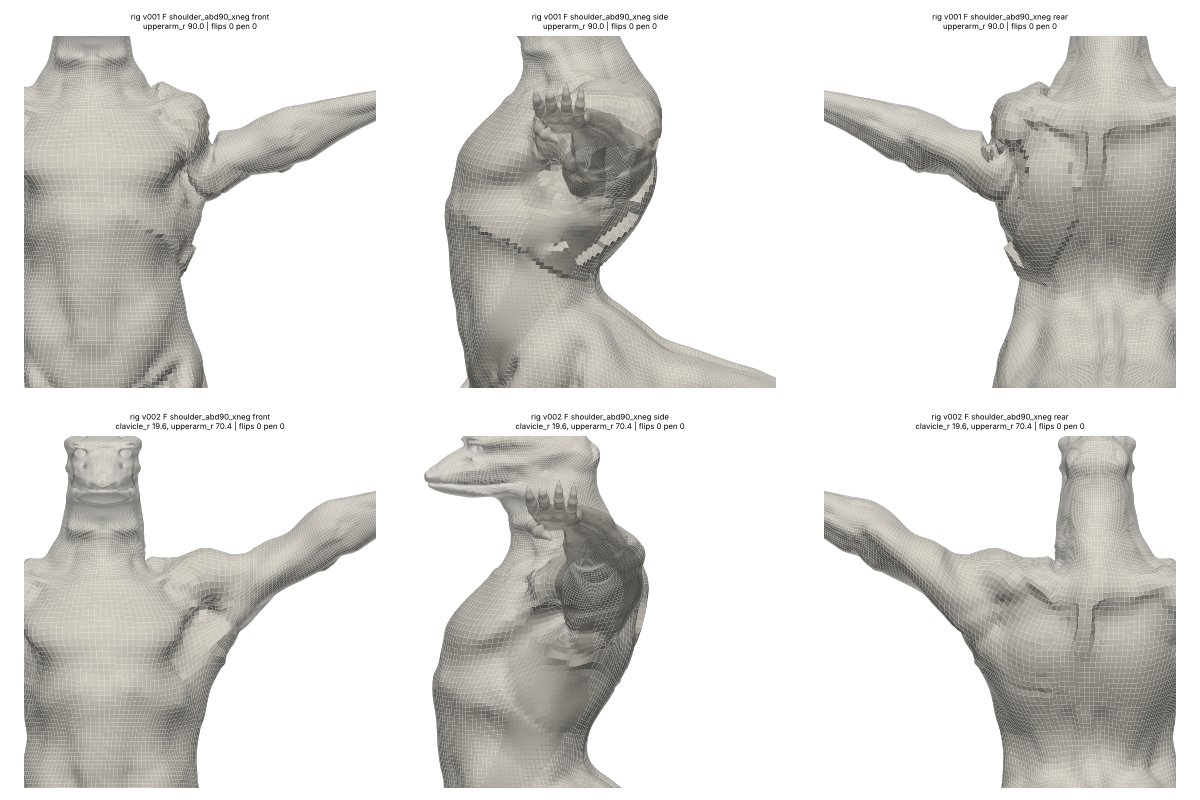 rig v001 F shoulder_abd90_xneg front
upperarm_r 90.0 | flips 0 pen 0
rig v001 F shoulder_abd90_xneg side
upperarm_r 90.0 | flips 0 pen 0
rig v001 F shoulder_abd90_xneg rear
upperarm_r 90.0 | flips 0 pen 0
rig v002 F shoulder_abd90_xneg front
clavicle_r 19.6, upperarm_r 70.4 | flips 0 pen 0
rig v002 F shoulder_abd90_xneg side
clavicle_r 19.6, upperarm_r 70.4 | flips 0 pen 0
rig v002 F shoulder_abd90_xneg rear
clavicle_r 19.6, upperarm_r 70.4 | flips 0 pen 0